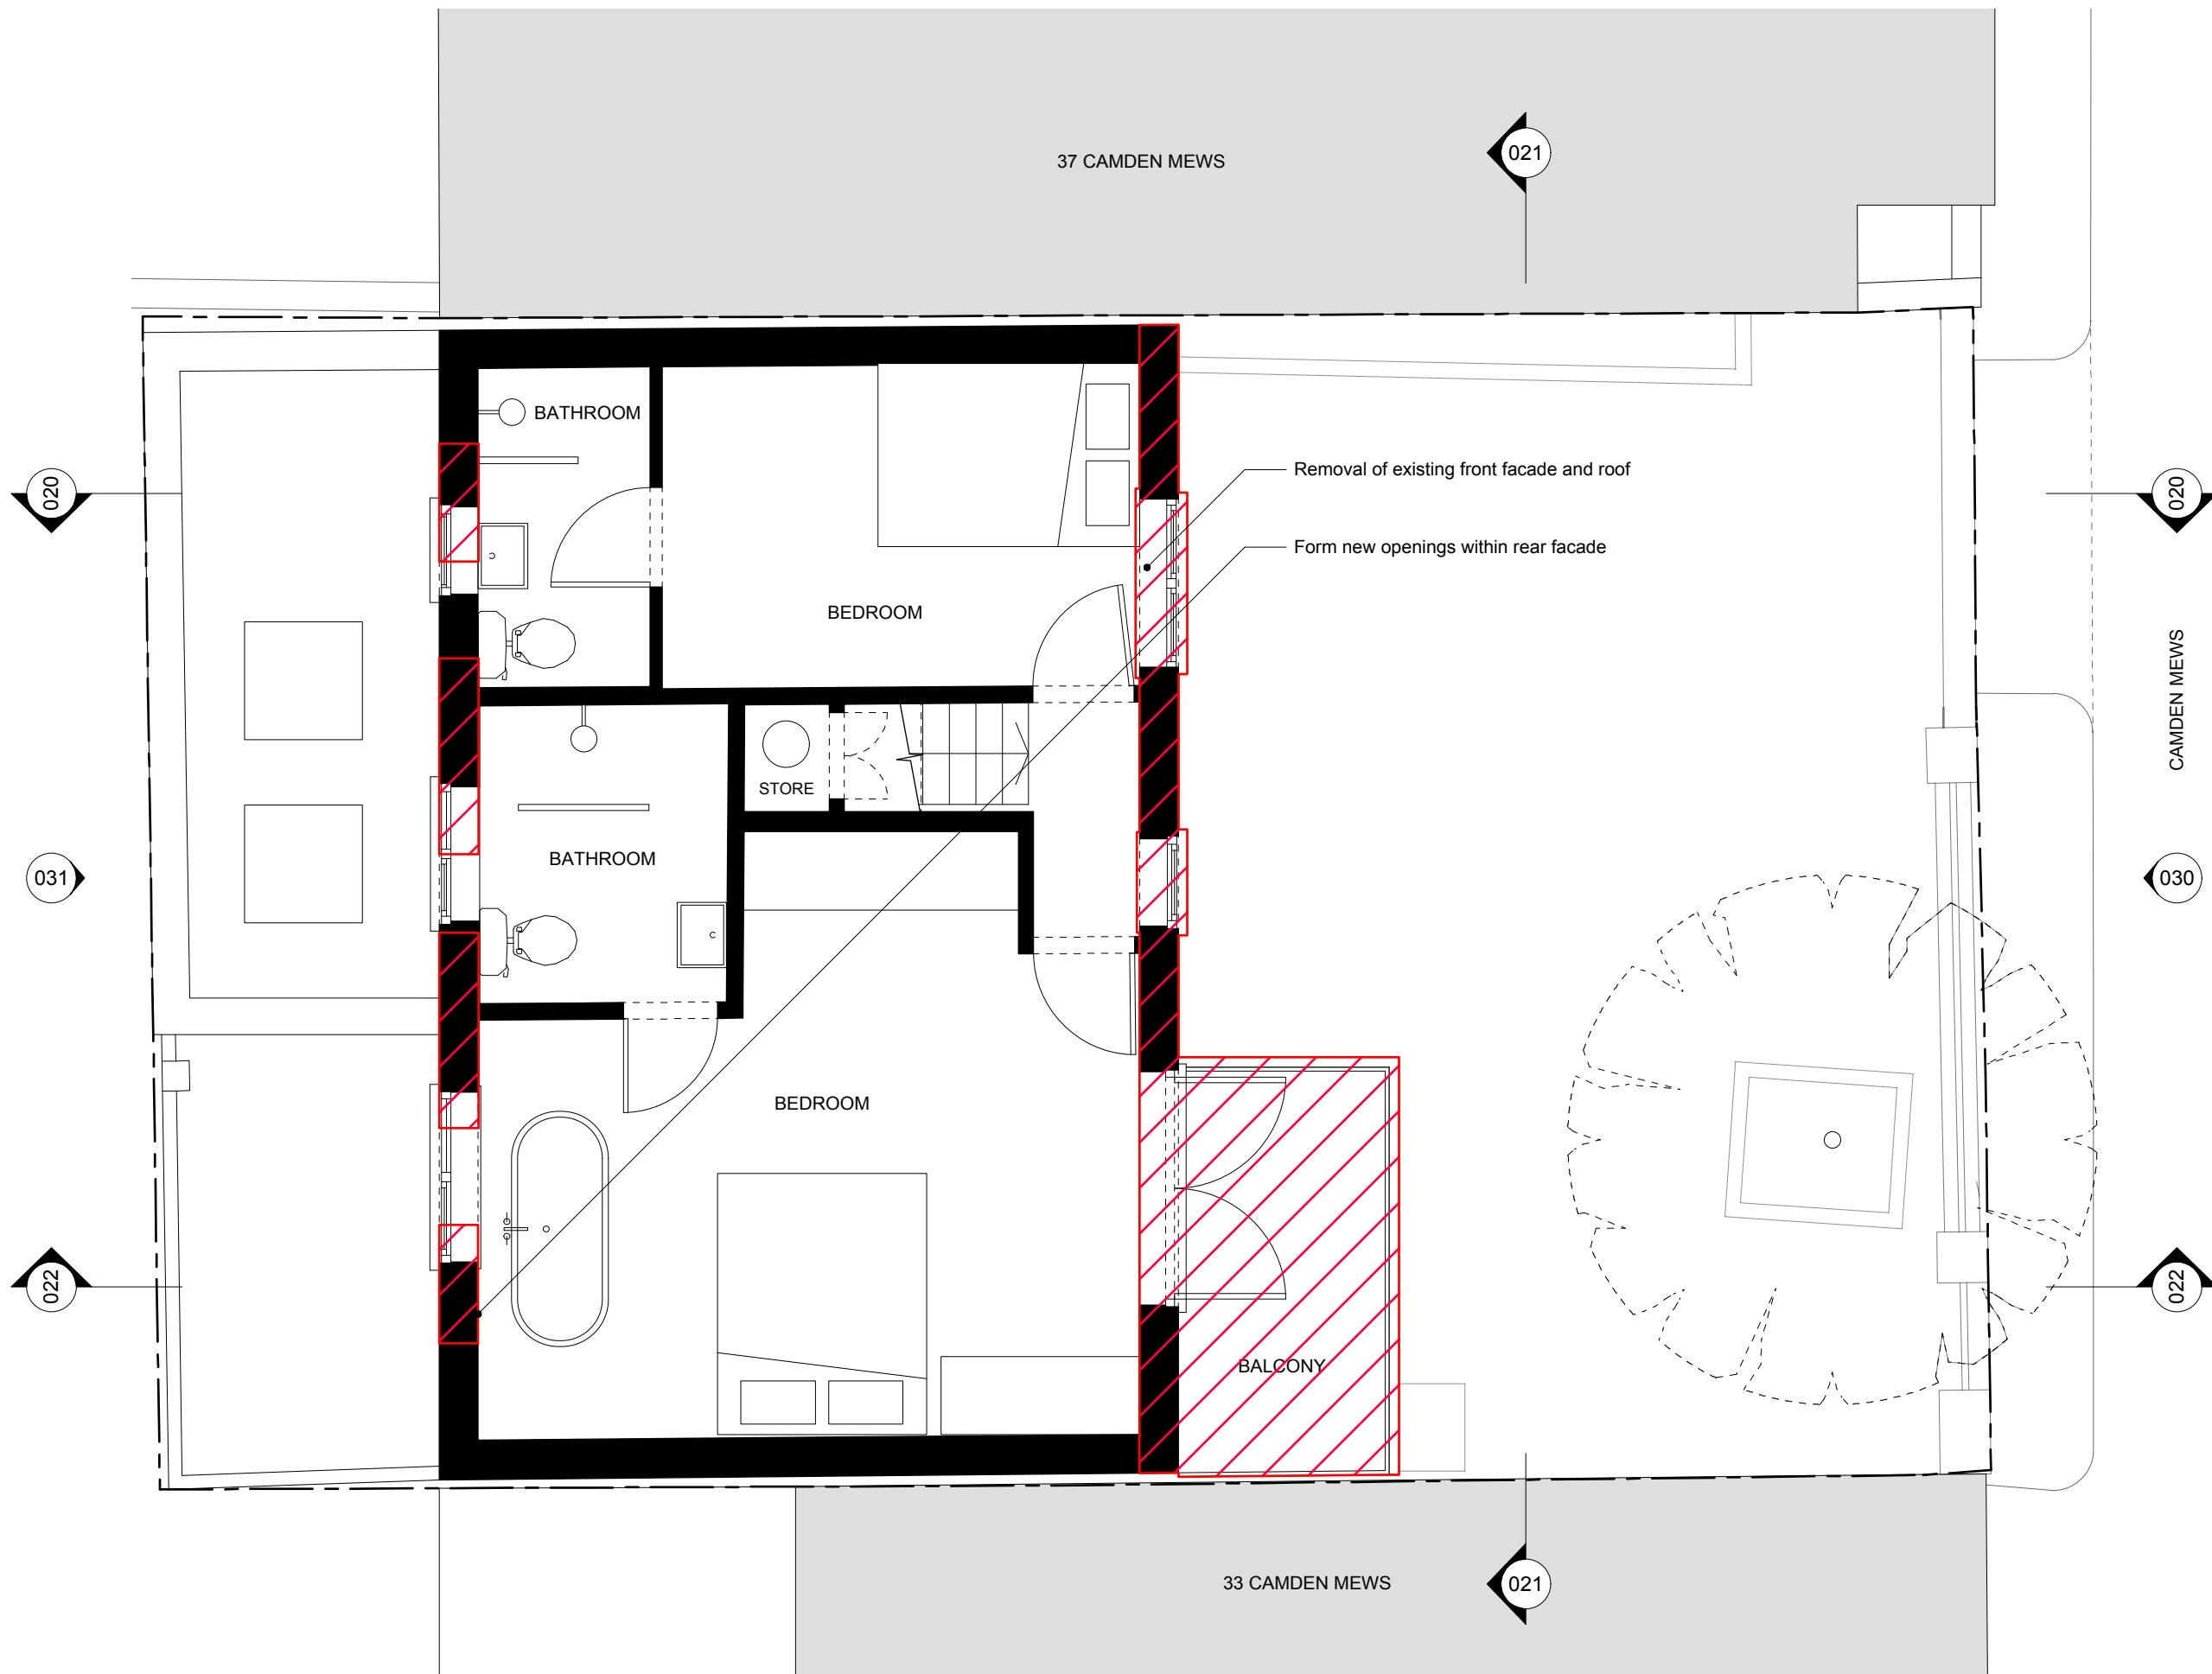 37 CAMDEN MEWS
021
BATHROOM
Removal of existing front facade and roof
020
020
Form new openings within rear facade
BEDROOM
CAMDEN MEWS
STORE
BATHROOM
031
030
BEDROOM
022
022
BALCONY
33 CAMDEN MEWS
021